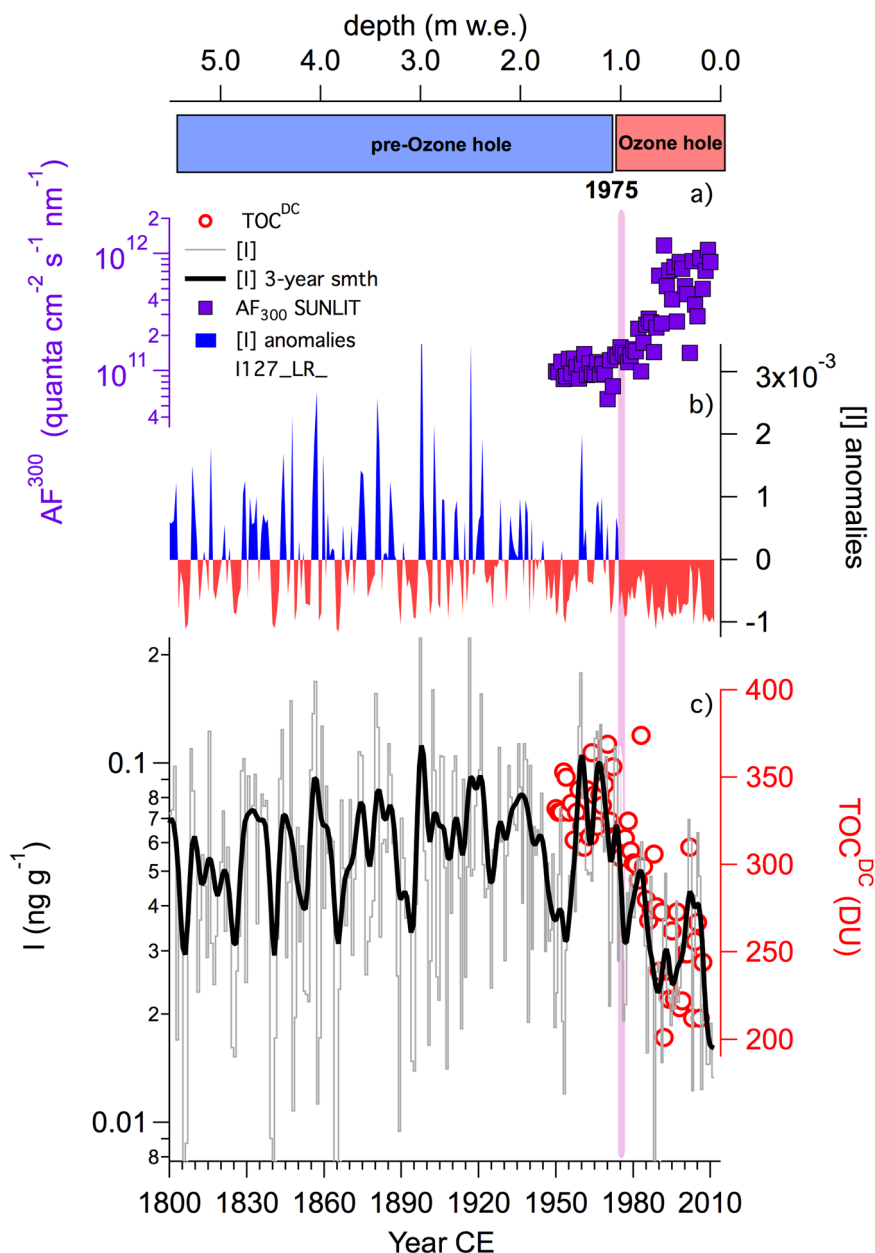 depth (m w.e.)
5.0 4.0 3.0 2.0 1.0 0.0
pre-Ozone hole
Ozone hole
1975
a)
TOC^DC
[I]
[I] 3-year smth
AF₃₀₀ SUNLIT
[I] anomalies
I127_LR_
AF^300 (quanta cm^-2 s^-1 nm^-1)
2
10^12
6
4
2
10^11
6
4
b)
3x10^-3
2
1
0
-1
[I] anomalies
c)
I (ng g^-1)
2
0.1
8
7
6
5
4
3
2
0.01
8
400
350
300
250
200
TOC^DC (DU)
1800 1830 1860 1890 1920 1950 1980 2010
Year CE